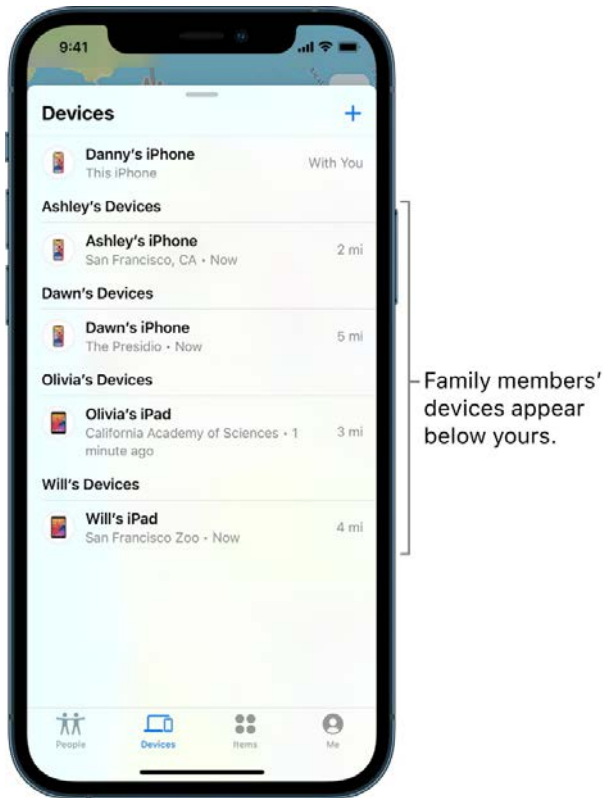 9:41
Devices
Danny's iPhone
This iPhone
With You
Ashley's Devices
Ashley's iPhone
San Francisco, CA • Now
2 mi
Dawn's Devices
Dawn's iPhone
The Presidio • Now
5 mi
Olivia's Devices
Olivia's iPad
California Academy of Sciences • 1
minute ago
3 mi
Will's Devices
Will's iPad
San Francisco Zoo • Now
4 mi
People
Devices
Items
Me
Family members'
devices appear
below yours.